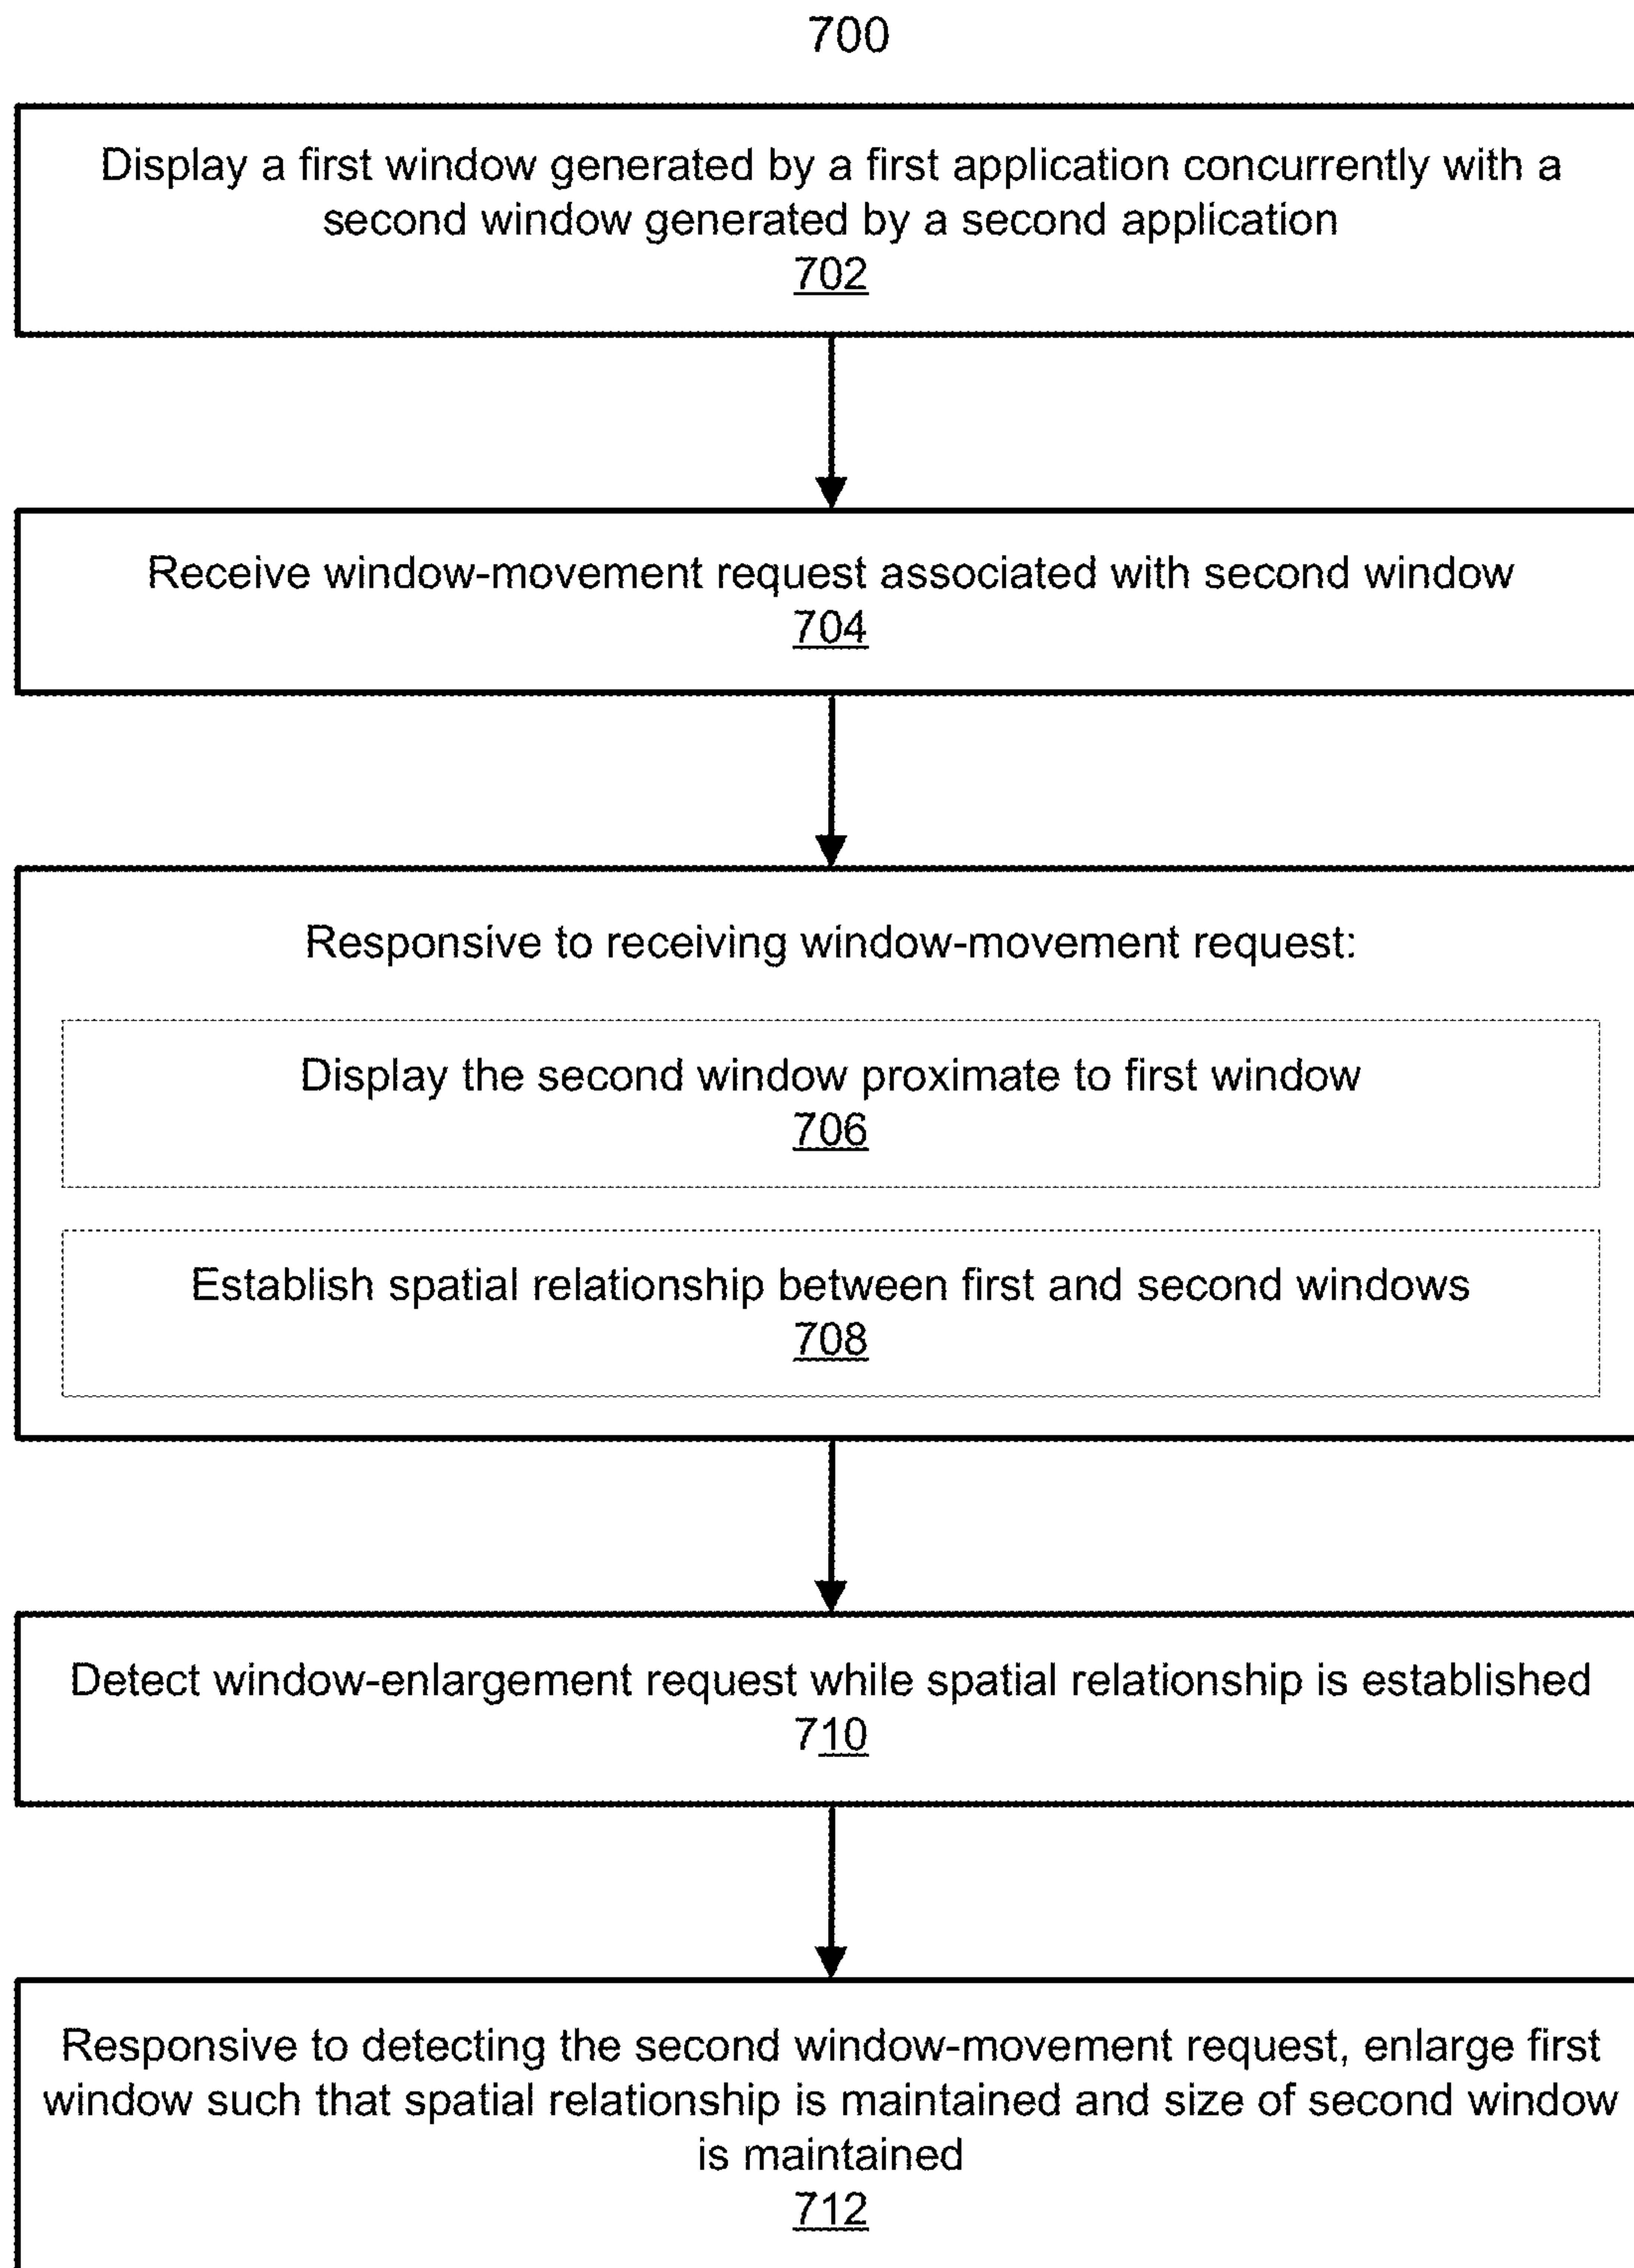 700
Display a first window generated by a first application concurrently with a
second window generated by a second application
702
Receive window-movement request associated with second window
704
Responsive to receiving window-movement request:
Display the second window proximate to first window
706
Establish spatial relationship between first and second windows
708
Detect window-enlargement request while spatial relationship is established
710
Responsive to detecting the second window-movement request, enlarge first
window such that spatial relationship is maintained and size of second window
is maintained
712